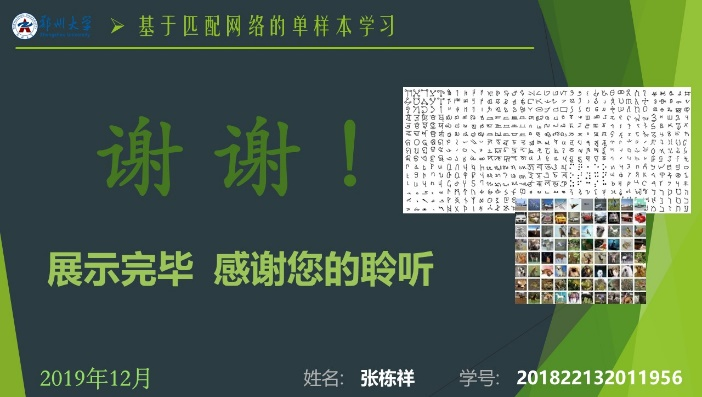 郑州大学
➢ 基于匹配网络的单样本学习
谢 谢 ！
展示完毕 感谢您的聆听
2019年12月
姓名: 张栋祥 学号: 201822132011956